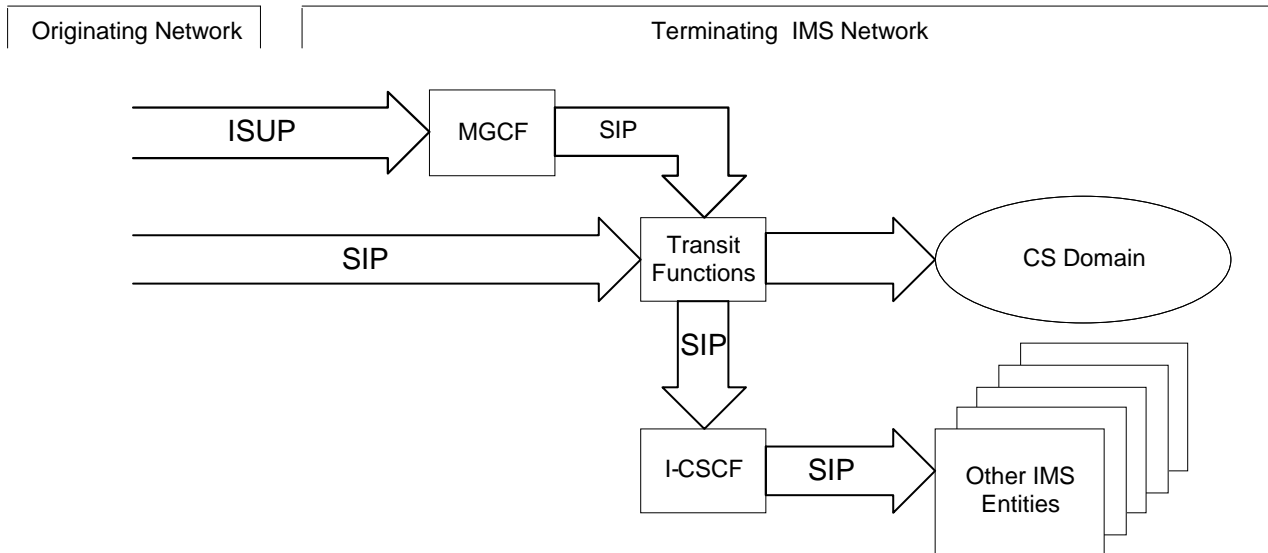 Originating Network
Terminating IMS Network
ISUP
MGCF
SIP
SIP
Transit
Functions
CS Domain
SIP
I-CSCF
SIP
Other IMS
Entities